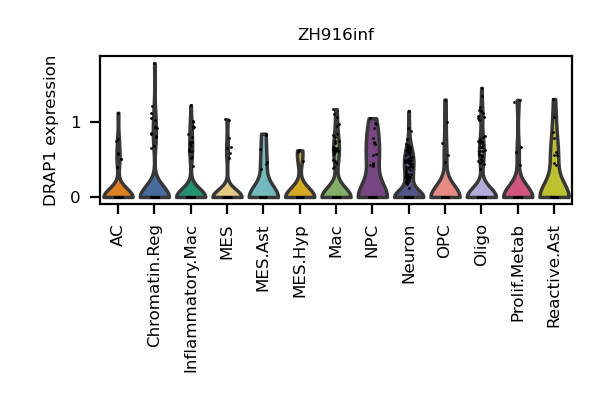 ZH916inf
DRAP1 expression
1
0
AC
Chromatin.Reg
Inflammatory.Mac
MES
MES.Ast
MES.Hyp
Mac
NPC
Neuron
OPC
Oligo
Prolif.Metab
Reactive.Ast